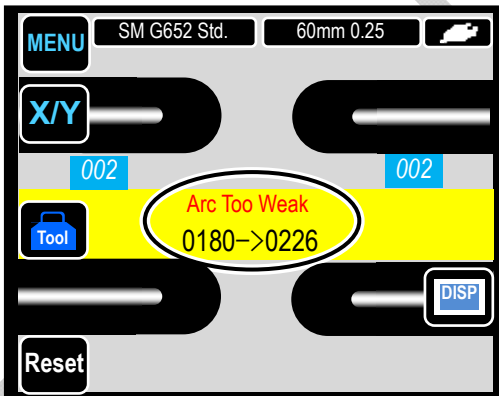 MENU
SM G652 Std.
60mm 0.25
X/Y
002
002
Arc Too Weak
Tool
0180->0226
DISP
Reset